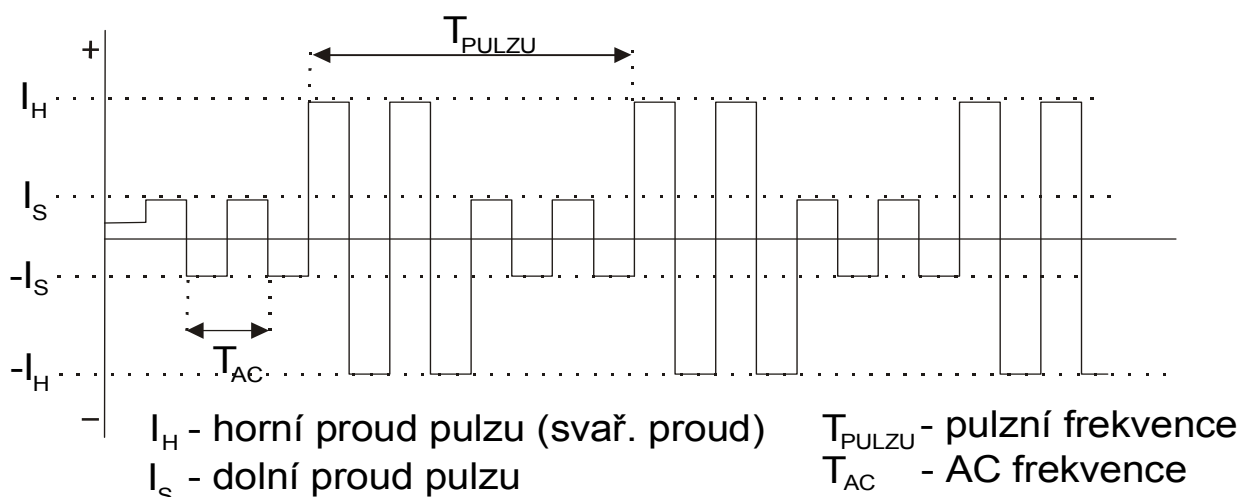 +
T_PULZU
I_H
I_S
-I_S
T_AC
-I_H
–
I_H - horní proud pulzu (svař. proud)
I_S - dolní proud pulzu
T_PULZU - pulzní frekvence
T_AC - AC frekvence